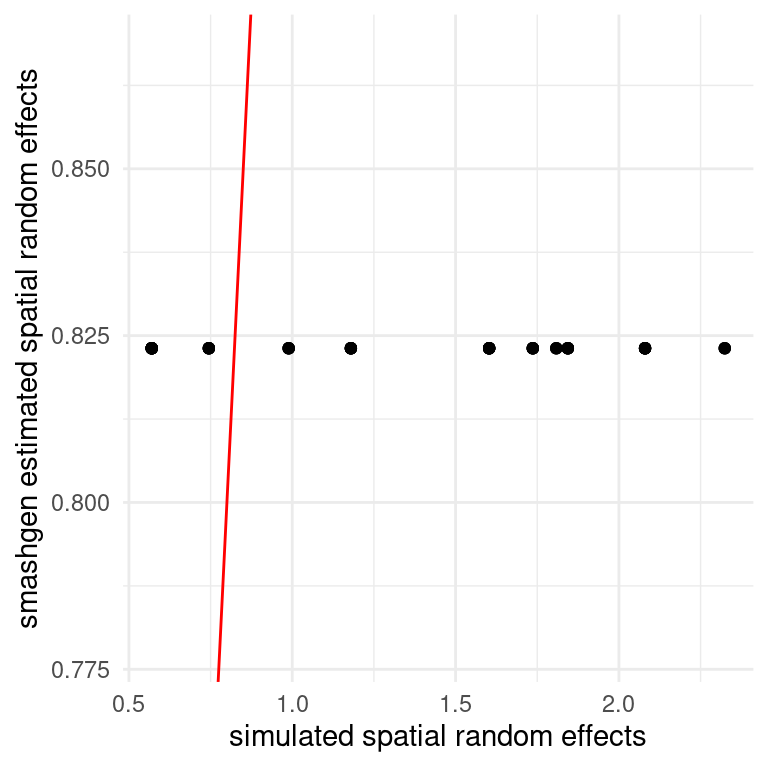 smashgen estimated spatial random effects
0.850
0.825
0.800
0.775
0.5 1.0 1.5 2.0
simulated spatial random effects